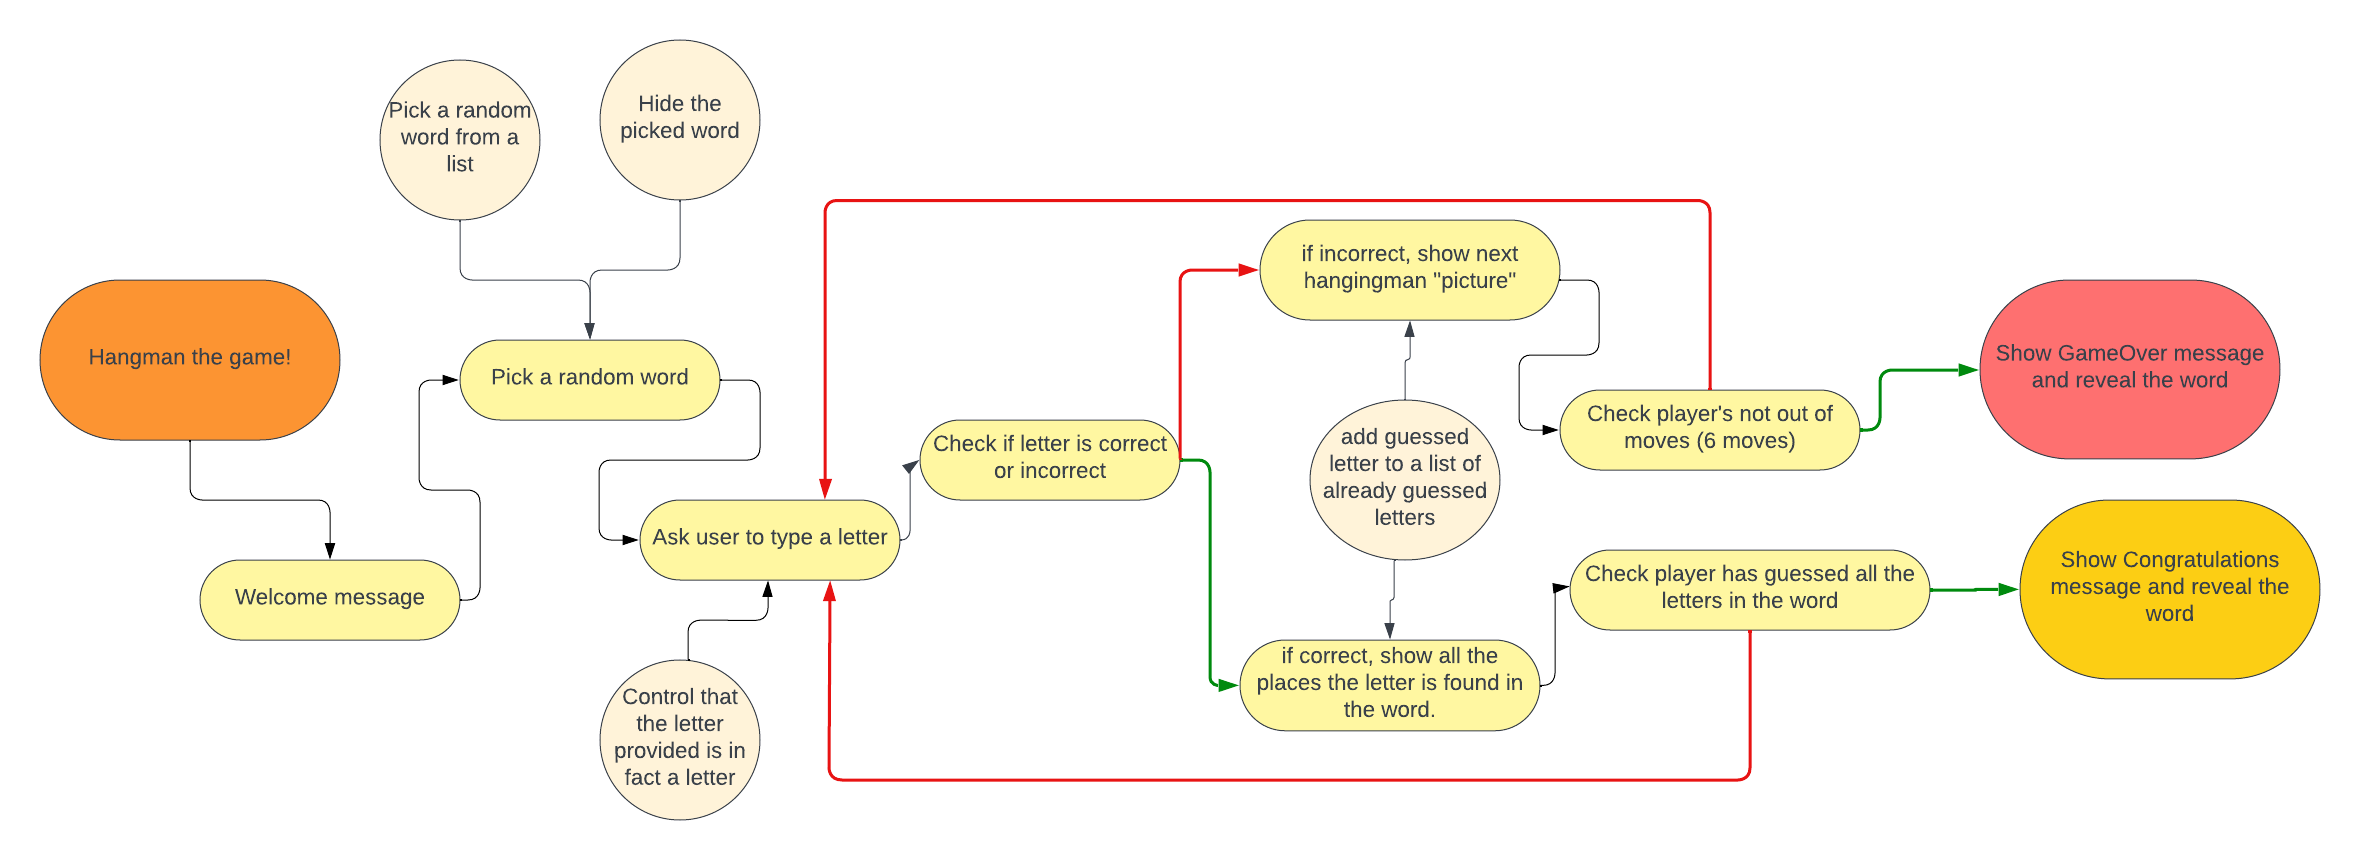 Pick a random
word from a
list
Hide the
picked word
Hangman the game!
Pick a random word
Welcome message
Ask user to type a letter
Control that
the letter
provided is in
fact a letter
Check if letter is correct
or incorrect
if incorrect, show next
hangingman "picture"
add guessed
letter to a list of
already guessed
letters
if correct, show all the
places the letter is found in
the word.
Check player's not out of
moves (6 moves)
Check player has guessed all the
letters in the word
Show GameOver message
and reveal the word
Show Congratulations
message and reveal the
word